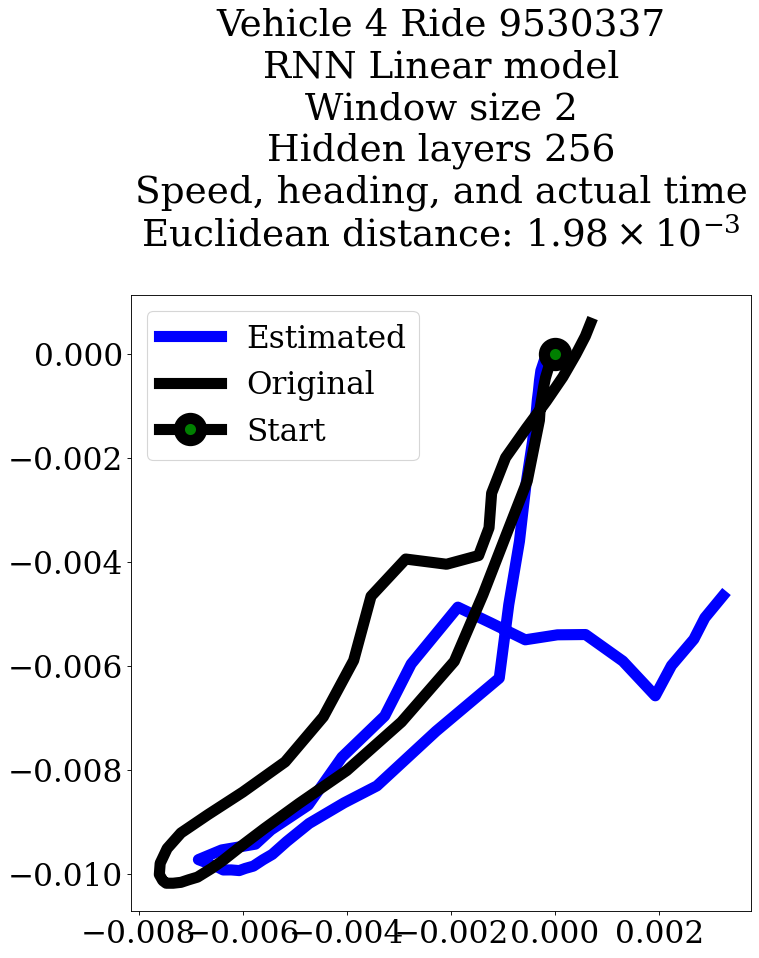 Vehicle 4 Ride 9530337
RNN Linear model
Window size 2
Hidden layers 256
Speed, heading, and actual time
Euclidean distance: 1.98 × 10⁻³
Estimated
Original
Start
0.000
−0.002
−0.004
−0.006
−0.008
−0.010
−0.008 −0.006 −0.004 −0.002 0.000 0.002